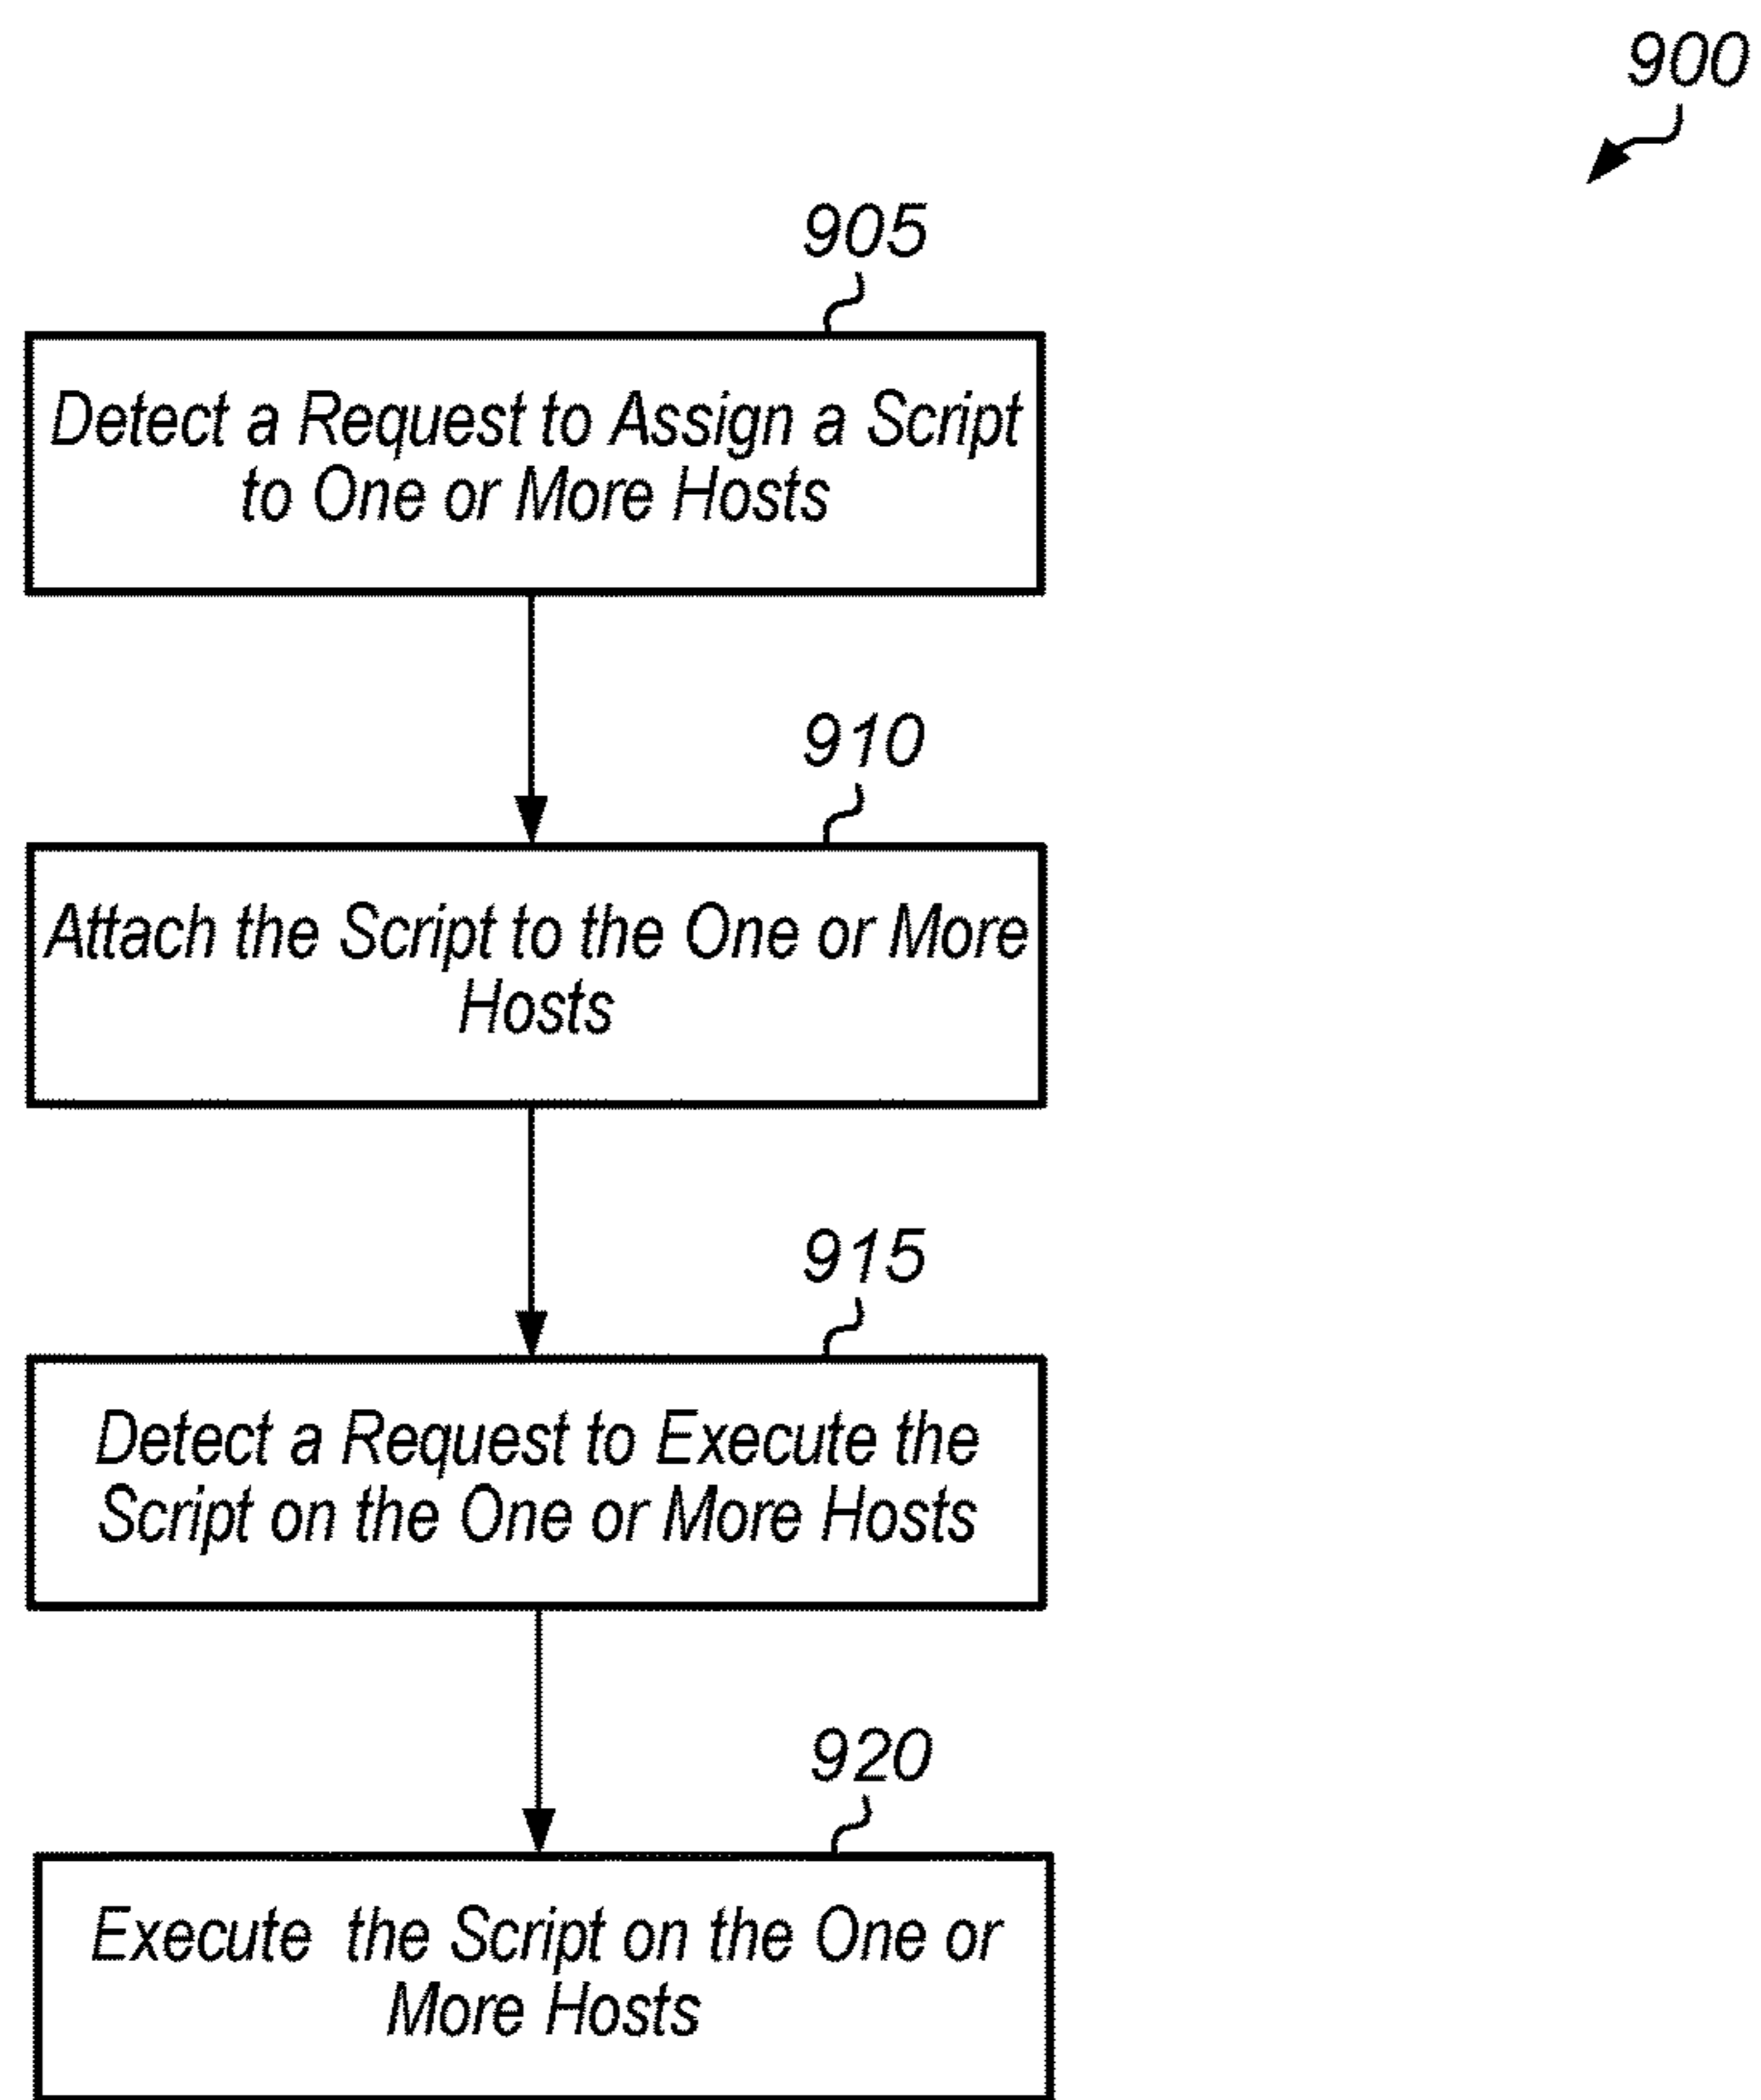 900
905
Detect a Request to Assign a Script
to One or More Hosts
910
Attach the Script to the One or More
Hosts
915
Detect a Request to Execute the
Script on the One or More Hosts
920
Execute the Script on the One or
More Hosts